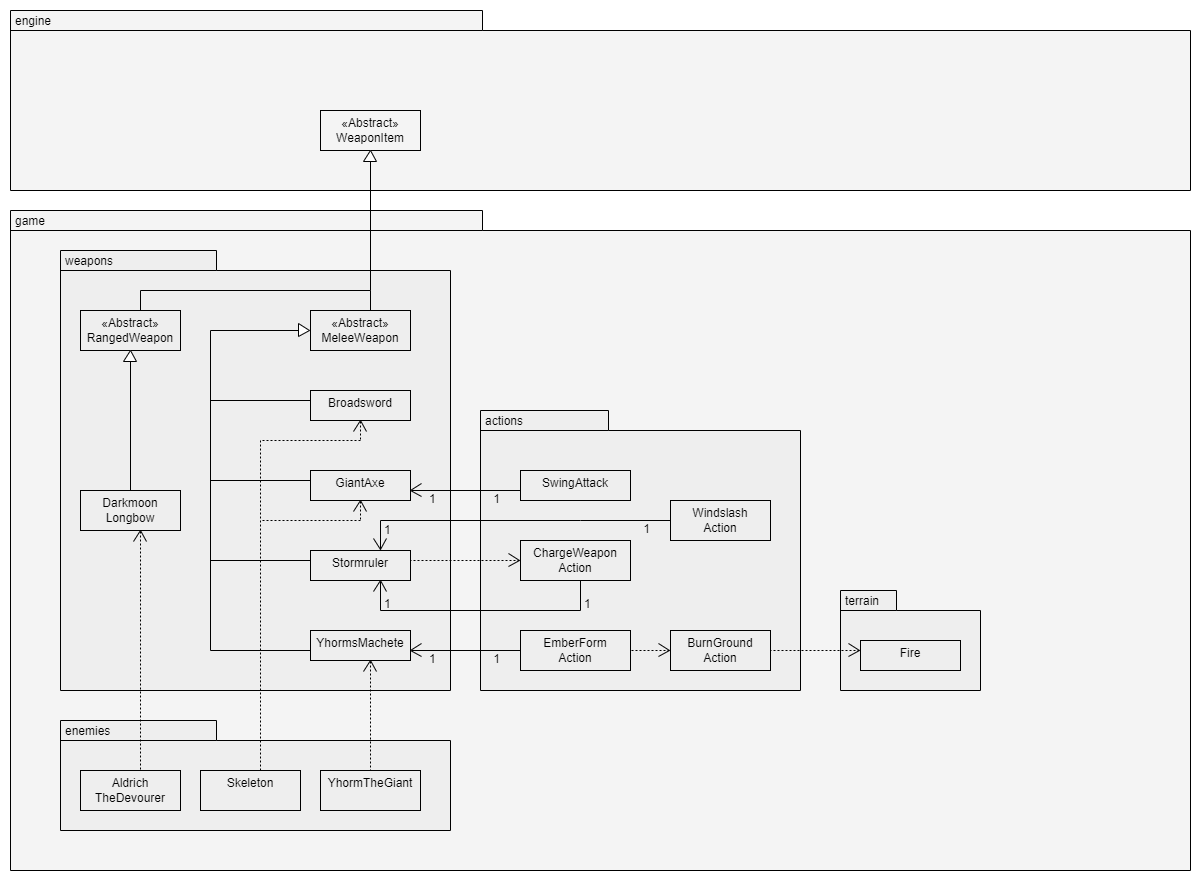 engine
«Abstract»
WeaponItem
game
weapons
«Abstract»
RangedWeapon
«Abstract»
MeleeWeapon
Broadsword
actions
GiantAxe
1
1
SwingAttack
Darkmoon
Longbow
Windslash
Action
1
1
Stormruler
ChargeWeapon
Action
1
1
terrain
YhormsMachete
1
1
EmberForm
Action
BurnGround
Action
Fire
enemies
Aldrich
TheDevourer
Skeleton
YhormTheGiant